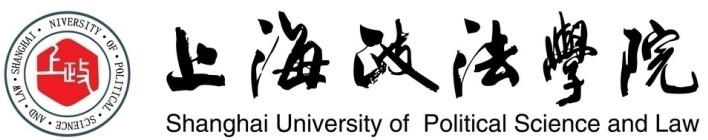 SHANGHAI · NIVERSITY · OF · POLITICAL · SCIENCE · AND · LAW ·
上政
上海政法學院
Shanghai University of  Political Science and Law